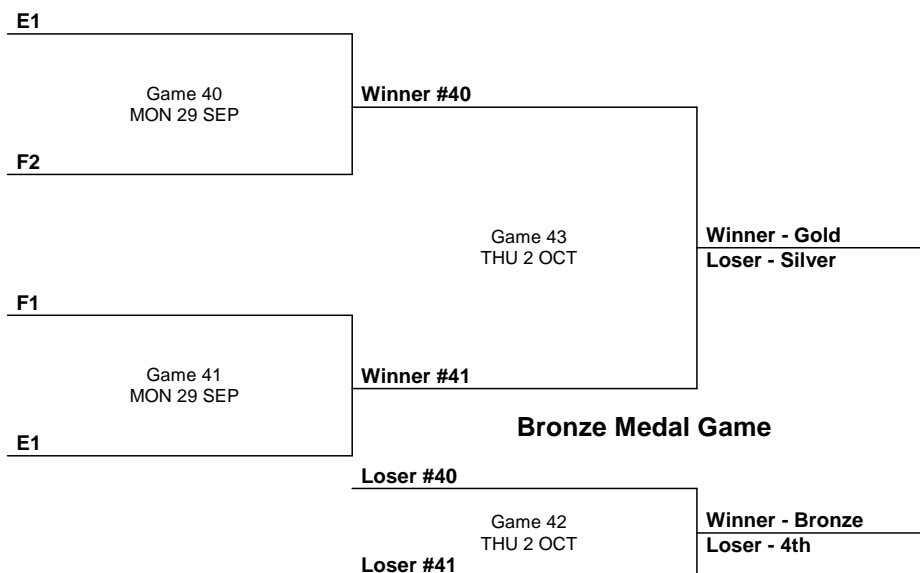 E1
Game 40
MON 29 SEP
Winner #40
F2
Game 43
THU 2 OCT
Winner - Gold
Loser - Silver
F1
Game 41
MON 29 SEP
Winner #41
E1
Bronze Medal Game
Loser #40
Game 42
THU 2 OCT
Winner - Bronze
Loser - 4th
Loser #41